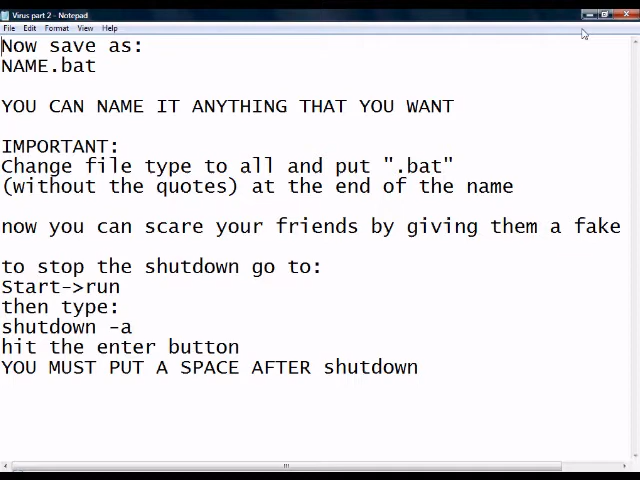 Virus part 2 - Notepad
File Edit Format View Help
Now save as:
NAME.bat
YOU CAN NAME IT ANYTHING THAT YOU WANT
IMPORTANT:
Change file type to all and put ".bat"
(without the quotes) at the end of the name
now you can scare your friends by giving them a fake
to stop the shutdown go to:
Start->run
then type:
shutdown -a
hit the enter button
YOU MUST PUT A SPACE AFTER shutdown